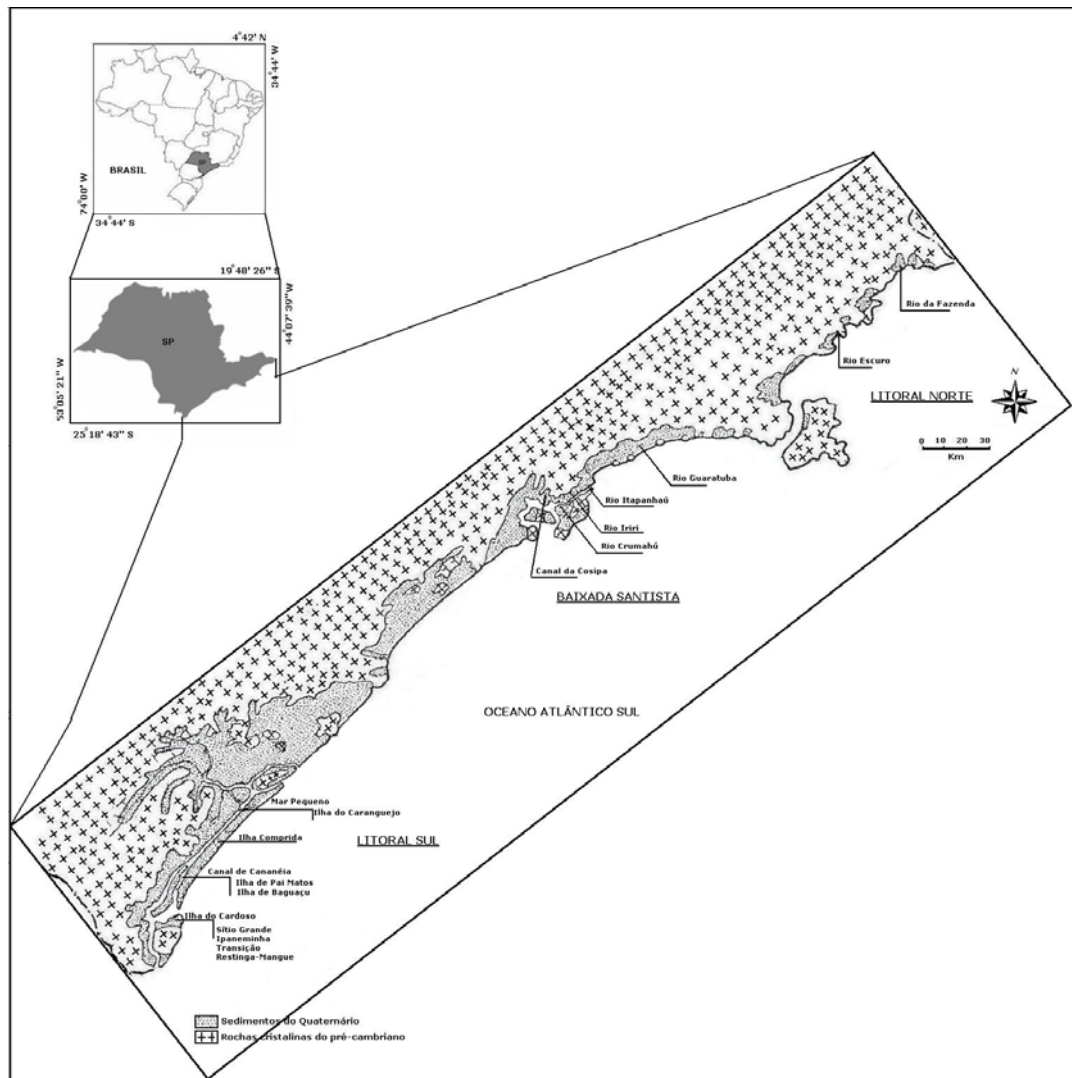 4°42' N
34°44' W
BRASIL
SP
74°00' W
34°44' S
19°48' 26" S
44°07' 39" W
SP
53°05' 21" W
25°18' 43" S
Rio da Fazenda
Rio Escuro
LITORAL NORTE
N
0 10 20 30
Km
Rio Guaratuba
Rio Itapanhaú
Rio Iriri
Rio Crumahú
Canal da Cosipa
BAIXADA SANTISTA
OCEANO ATLÂNTICO SUL
Mar Pequeno
Ilha do Caranguejo
Ilha Comprida
LITORAL SUL
Canal de Cananéia
Ilha de Pai Matos
Ilha de Baguaçu
Ilha do Cardoso
Sítio Grande
Ipaneminha
Transição
Restinga-Mangue
Sedimentos do Quaternário
Rochas cristalinas do pré-cambriano